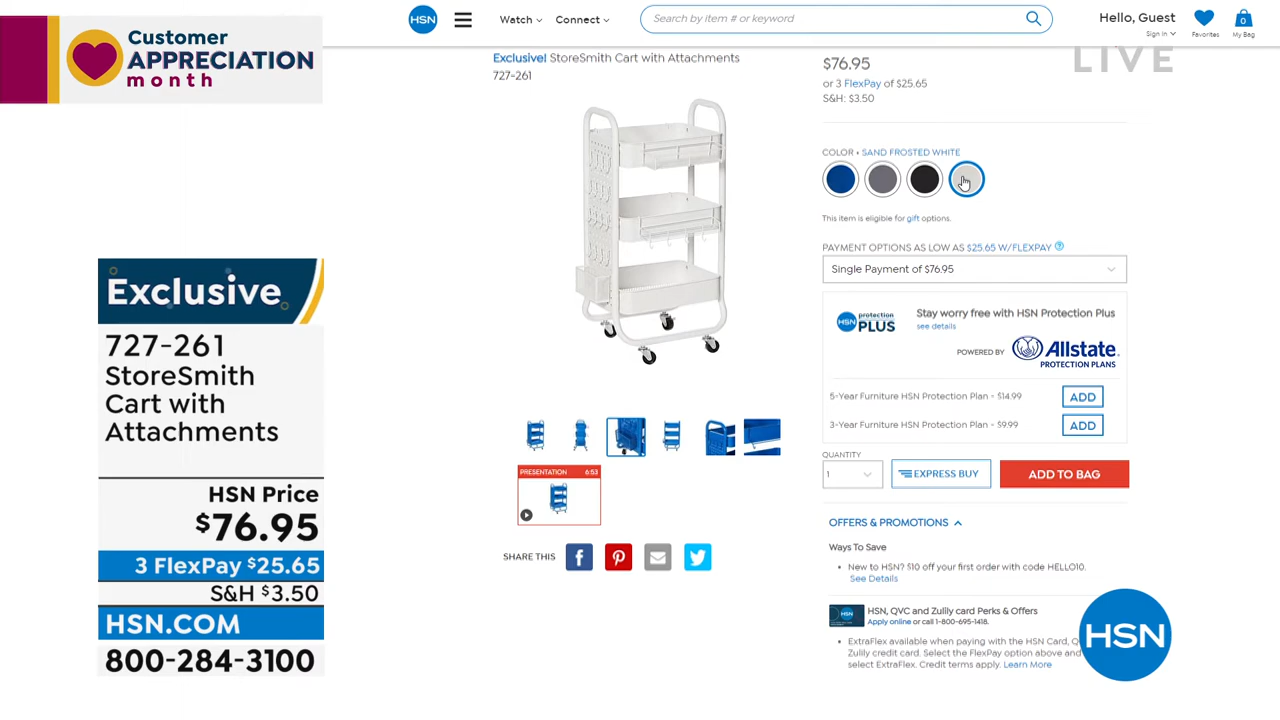 Customer
APPRECIATION
month
HSN
Watch
Connect
Search by item # or keyword
Hello, Guest
Sign In
Favorites
0
My Bag
LIVE
Exclusive! StoreSmith Cart with Attachments
727-261
$76.95
or 3 FlexPay of $25.65
S&H: $3.50
COLOR • SAND FROSTED WHITE
This item is eligible for gift options.
PAYMENT OPTIONS AS LOW AS $25.65 W/FLEXPAY ?
Single Payment of $76.95
HSN protection PLUS
Stay worry free with HSN Protection Plus
see details
POWERED BY
Allstate
PROTECTION PLANS
5-Year Furniture HSN Protection Plan - $14.99
ADD
3-Year Furniture HSN Protection Plan - $9.99
ADD
QUANTITY
1
EXPRESS BUY
ADD TO BAG
PRESENTATION 6:53
SHARE THIS
OFFERS & PROMOTIONS
Ways To Save
• New to HSN? $10 off your first order with code HELLO10.
See Details
HSN, QVC and Zulily card Perks & Offers
Apply online or call 1-800-695-1418.
• ExtraFlex available when paying with the HSN Card, Q
Zulily credit card. Select the FlexPay option above and
select ExtraFlex. Credit terms apply. Learn More
HSN
Exclusive
727-261
StoreSmith
Cart with
Attachments
HSN Price
$76.95
3 FlexPay $25.65
S&H $3.50
HSN.COM
800-284-3100